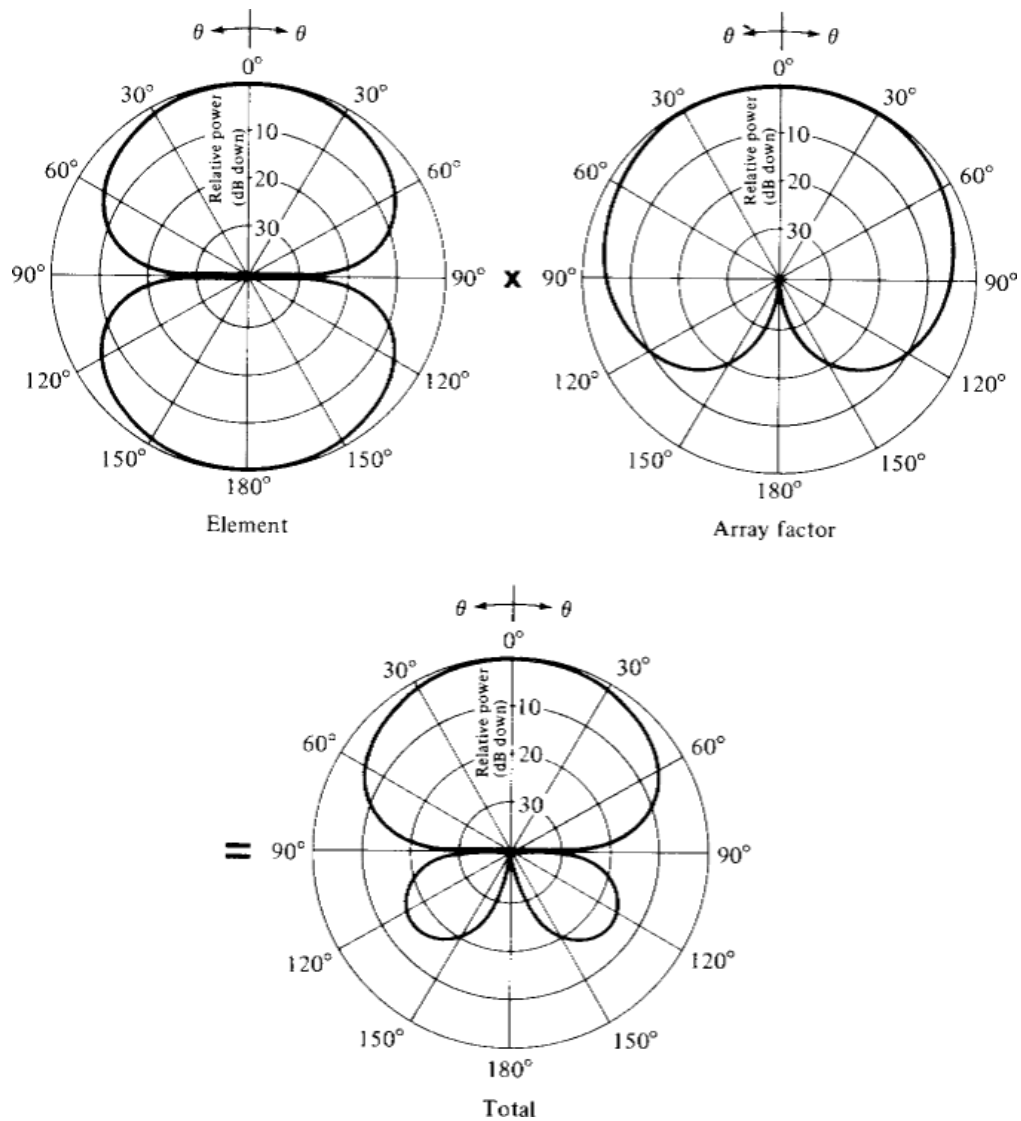 θ θ
0°
30° 30°
60° 60°
90° 90°
120° 120°
150° 150°
180°
Relative power
(dB down)
10
20
30
Element
x
θ θ
0°
30° 30°
60° 60°
90° 90°
120° 120°
150° 150°
180°
Relative power
(dB down)
10
20
30
Array factor
=
θ θ
0°
30° 30°
60° 60°
90° 90°
120° 120°
150° 150°
180°
Relative power
(dB down)
10
20
30
Total